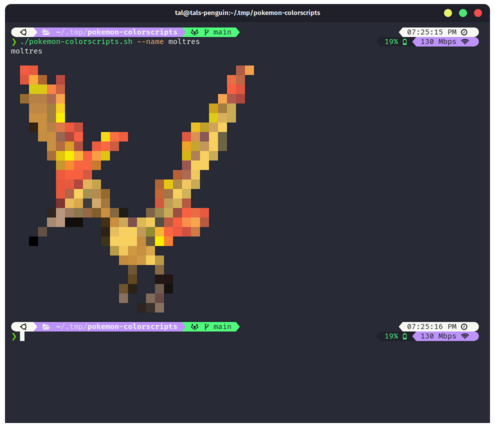 tal@tals-penguin:~/.tmp/pokemon-colorscripts
~/.tmp/pokemon-colorscripts main 07:25:15 PM
❯ ./pokemon-colorscripts.sh --name moltres 19% 130 Mbps
moltres
~/.tmp/pokemon-colorscripts main 07:25:16 PM
❯ 19% 130 Mbps